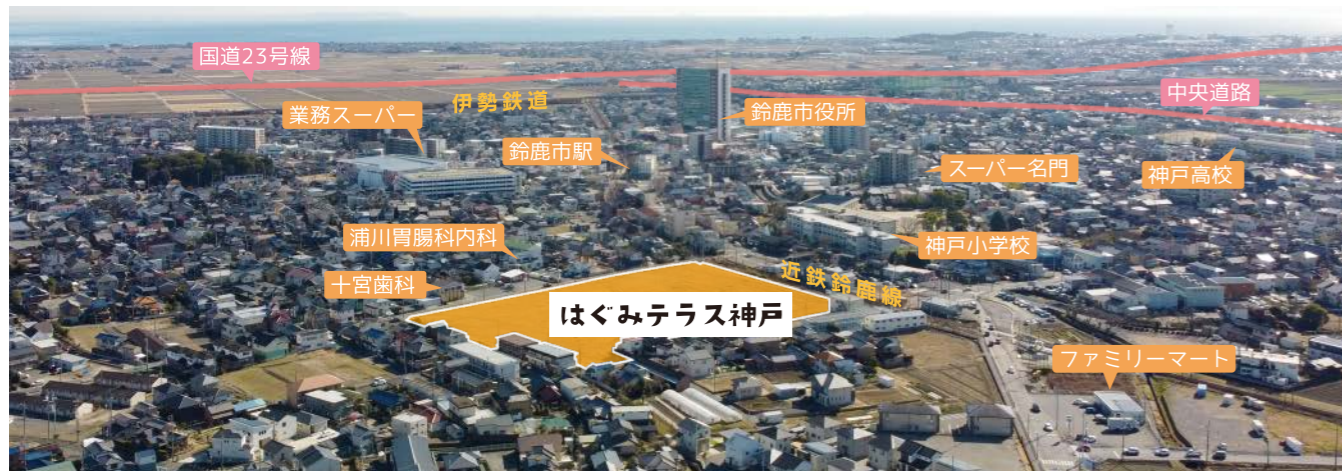 国道23号線
伊勢鉄道
業務スーパー
鈴鹿市役所
中央道路
鈴鹿市駅
スーパー名門
神戸高校
浦川胃腸科内科
神戸小学校
十宮歯科
近鉄鈴鹿線
はぐみテラス神戸
ファミリーマート